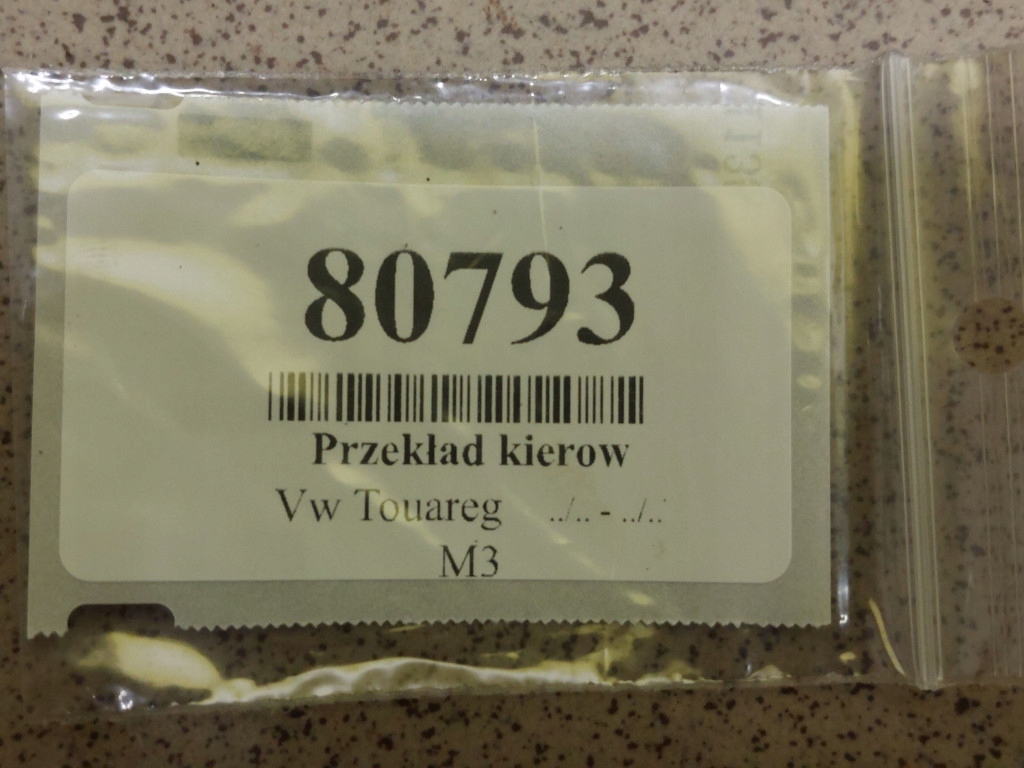 80793
Przekład kierow
Vw Touareg ../.. - ../..
M3